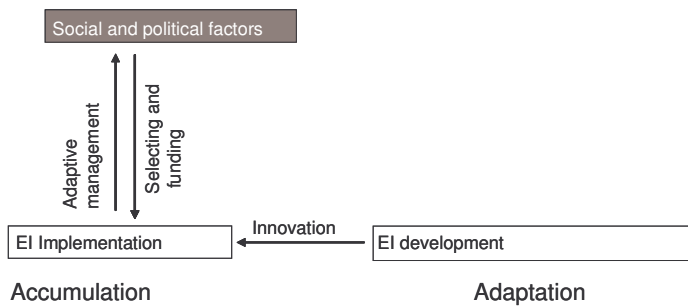 Social and political factors
Adaptive
management
Selecting and
funding
Innovation
EI Implementation
EI development
Accumulation
Adaptation